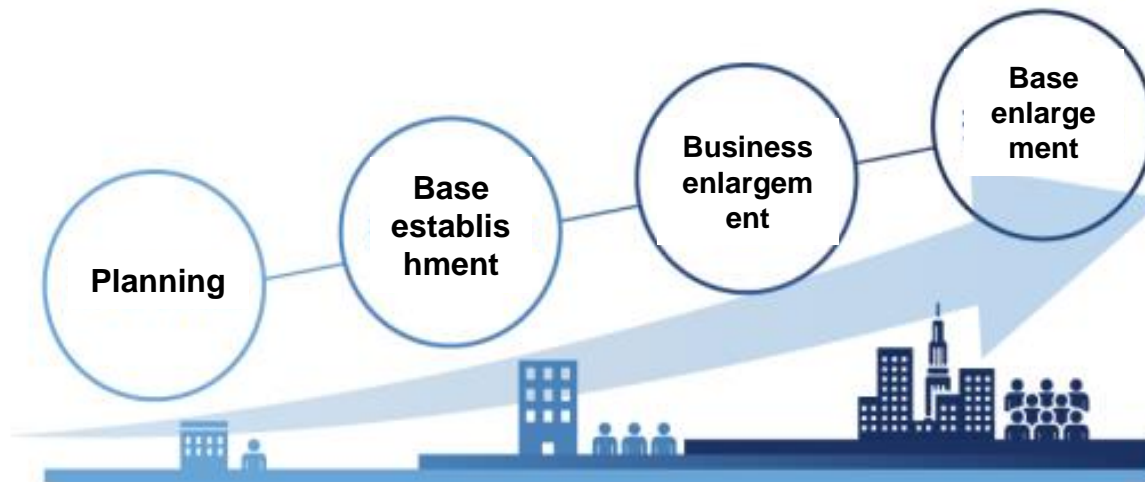 Planning
Base
establis
hment
Business
enlargem
ent
Base
enlarge
ment